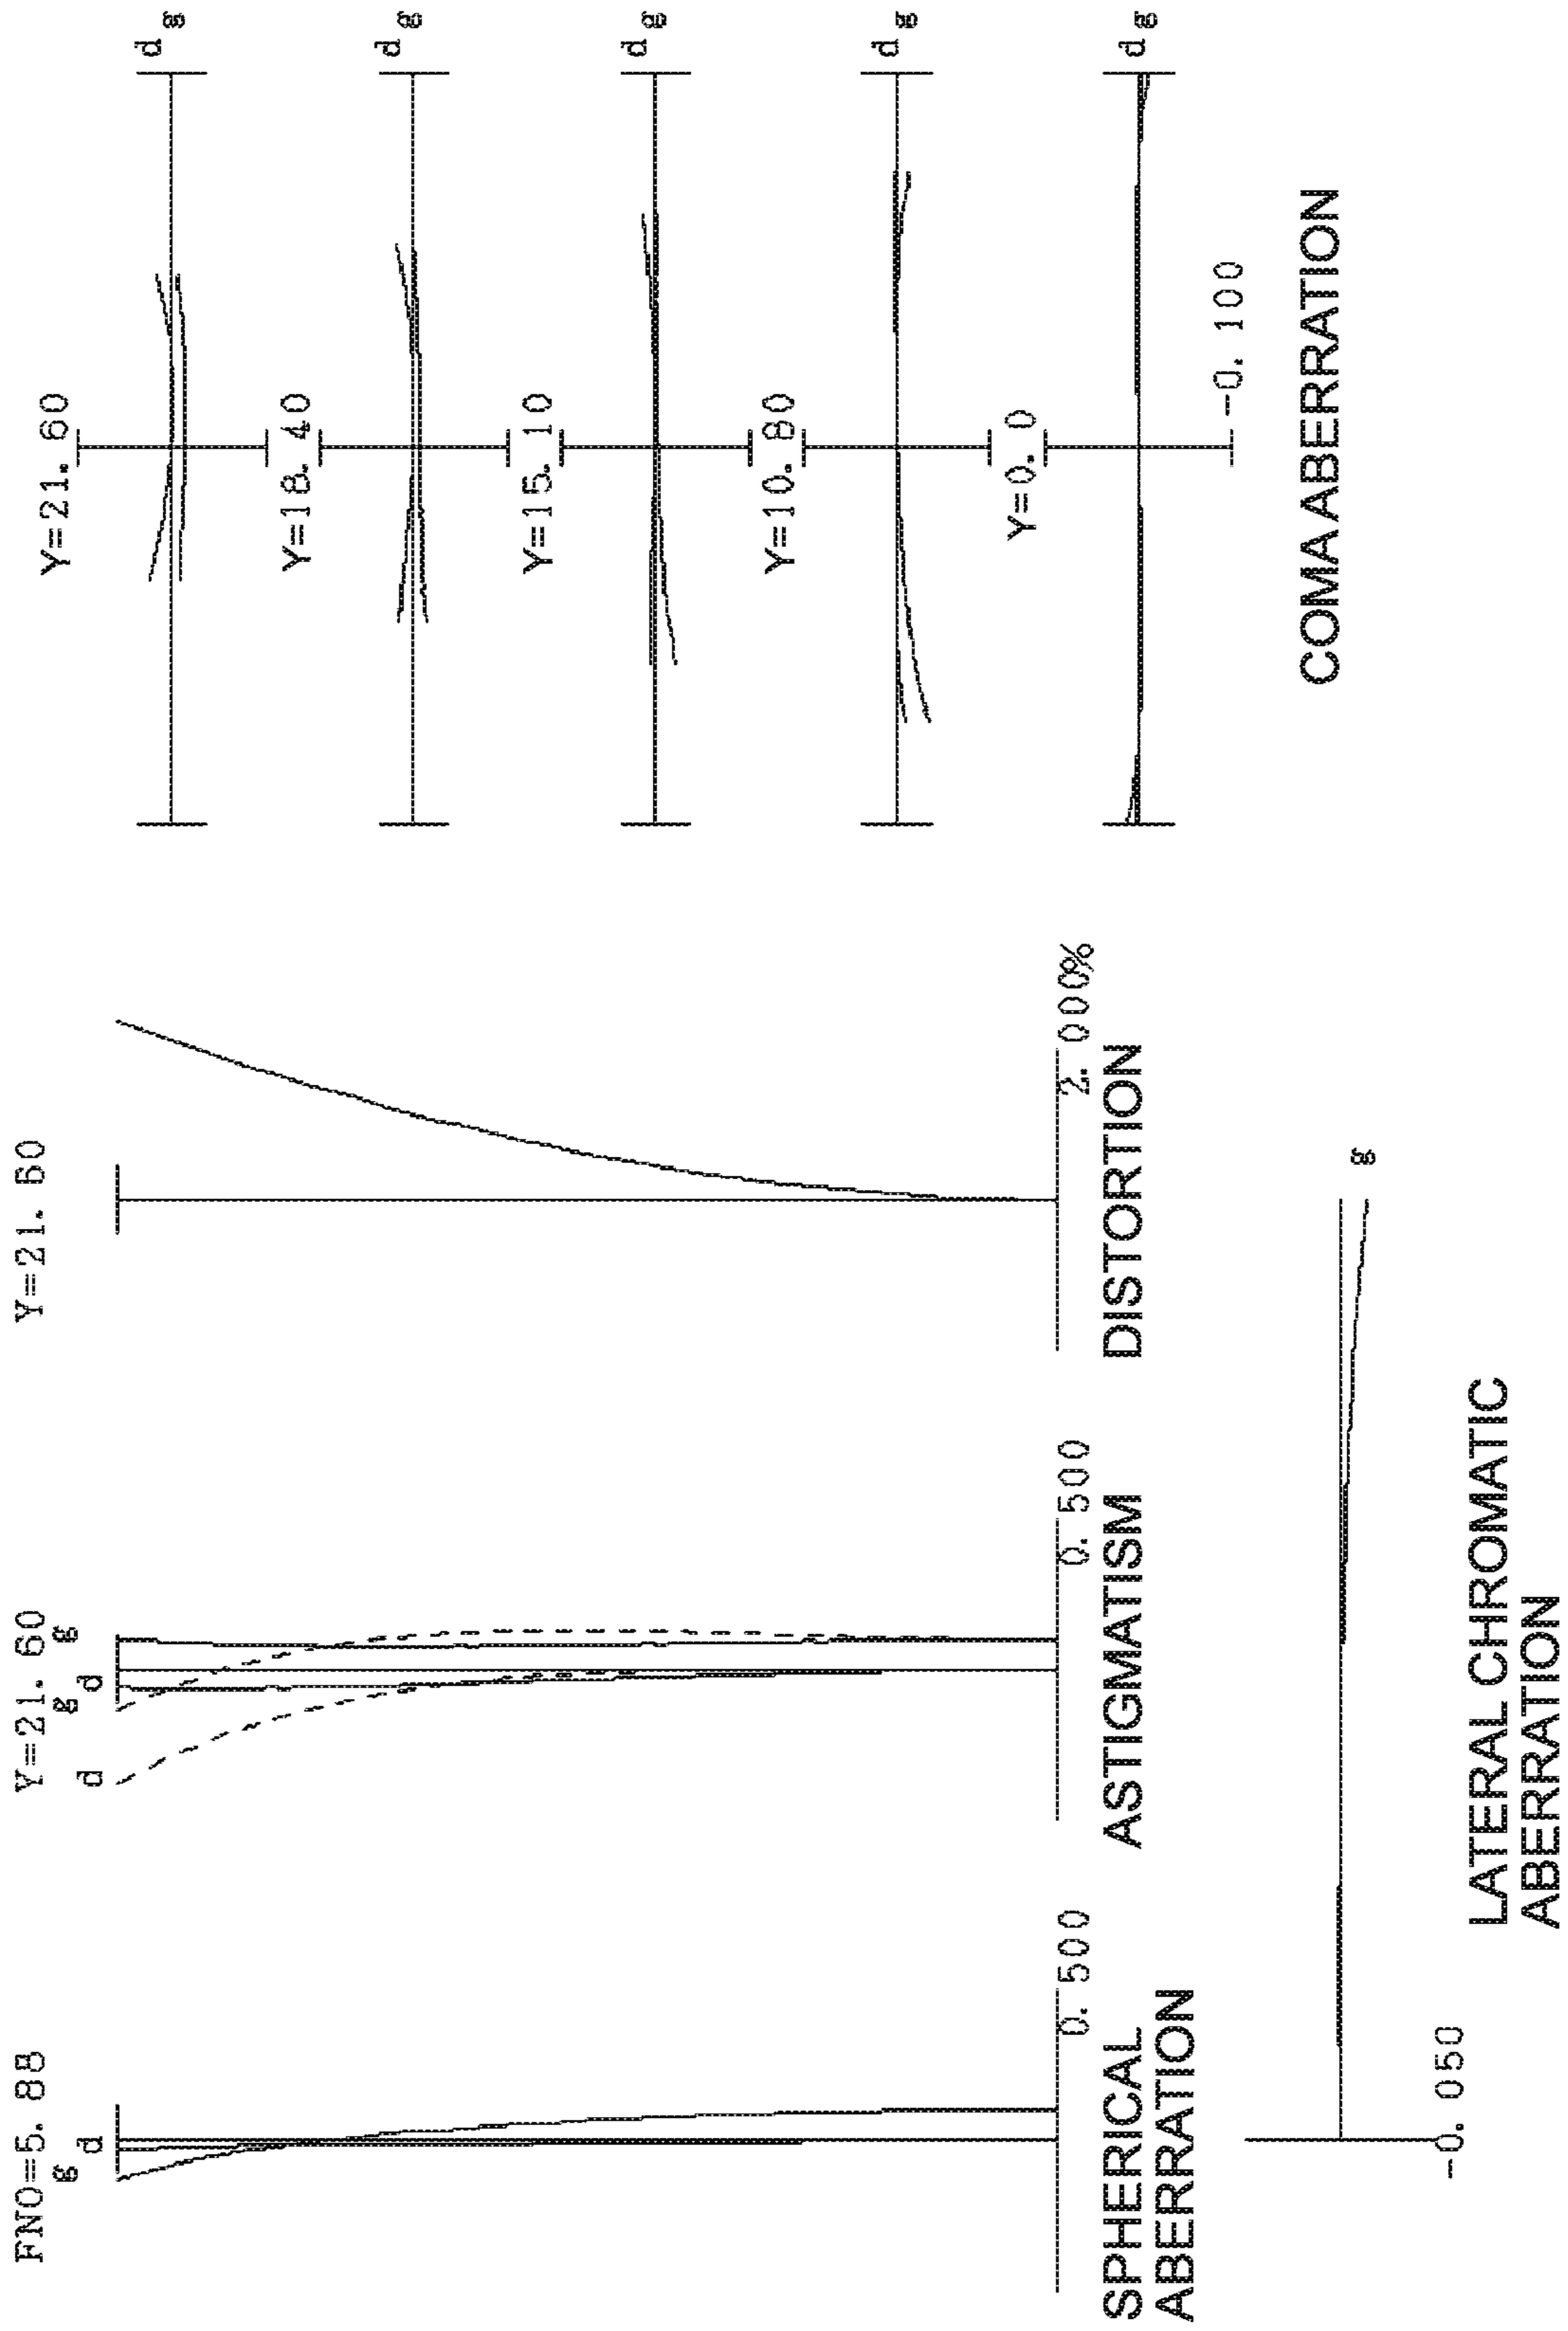 FNO=5.88
g
d
0.500
SPHERICAL
ABERRATION
Y=21.60
g
g
d
d
0.500
ASTIGMATISM
Y=21.60
2.000%
DISTORTION
g
-0.050
LATERAL CHROMATIC
ABERRATION
Y=21.60
d
g
Y=18.40
d
g
Y=15.10
d
g
Y=10.80
d
g
Y=0.0
d
g
-0.100
COMA ABERRATION